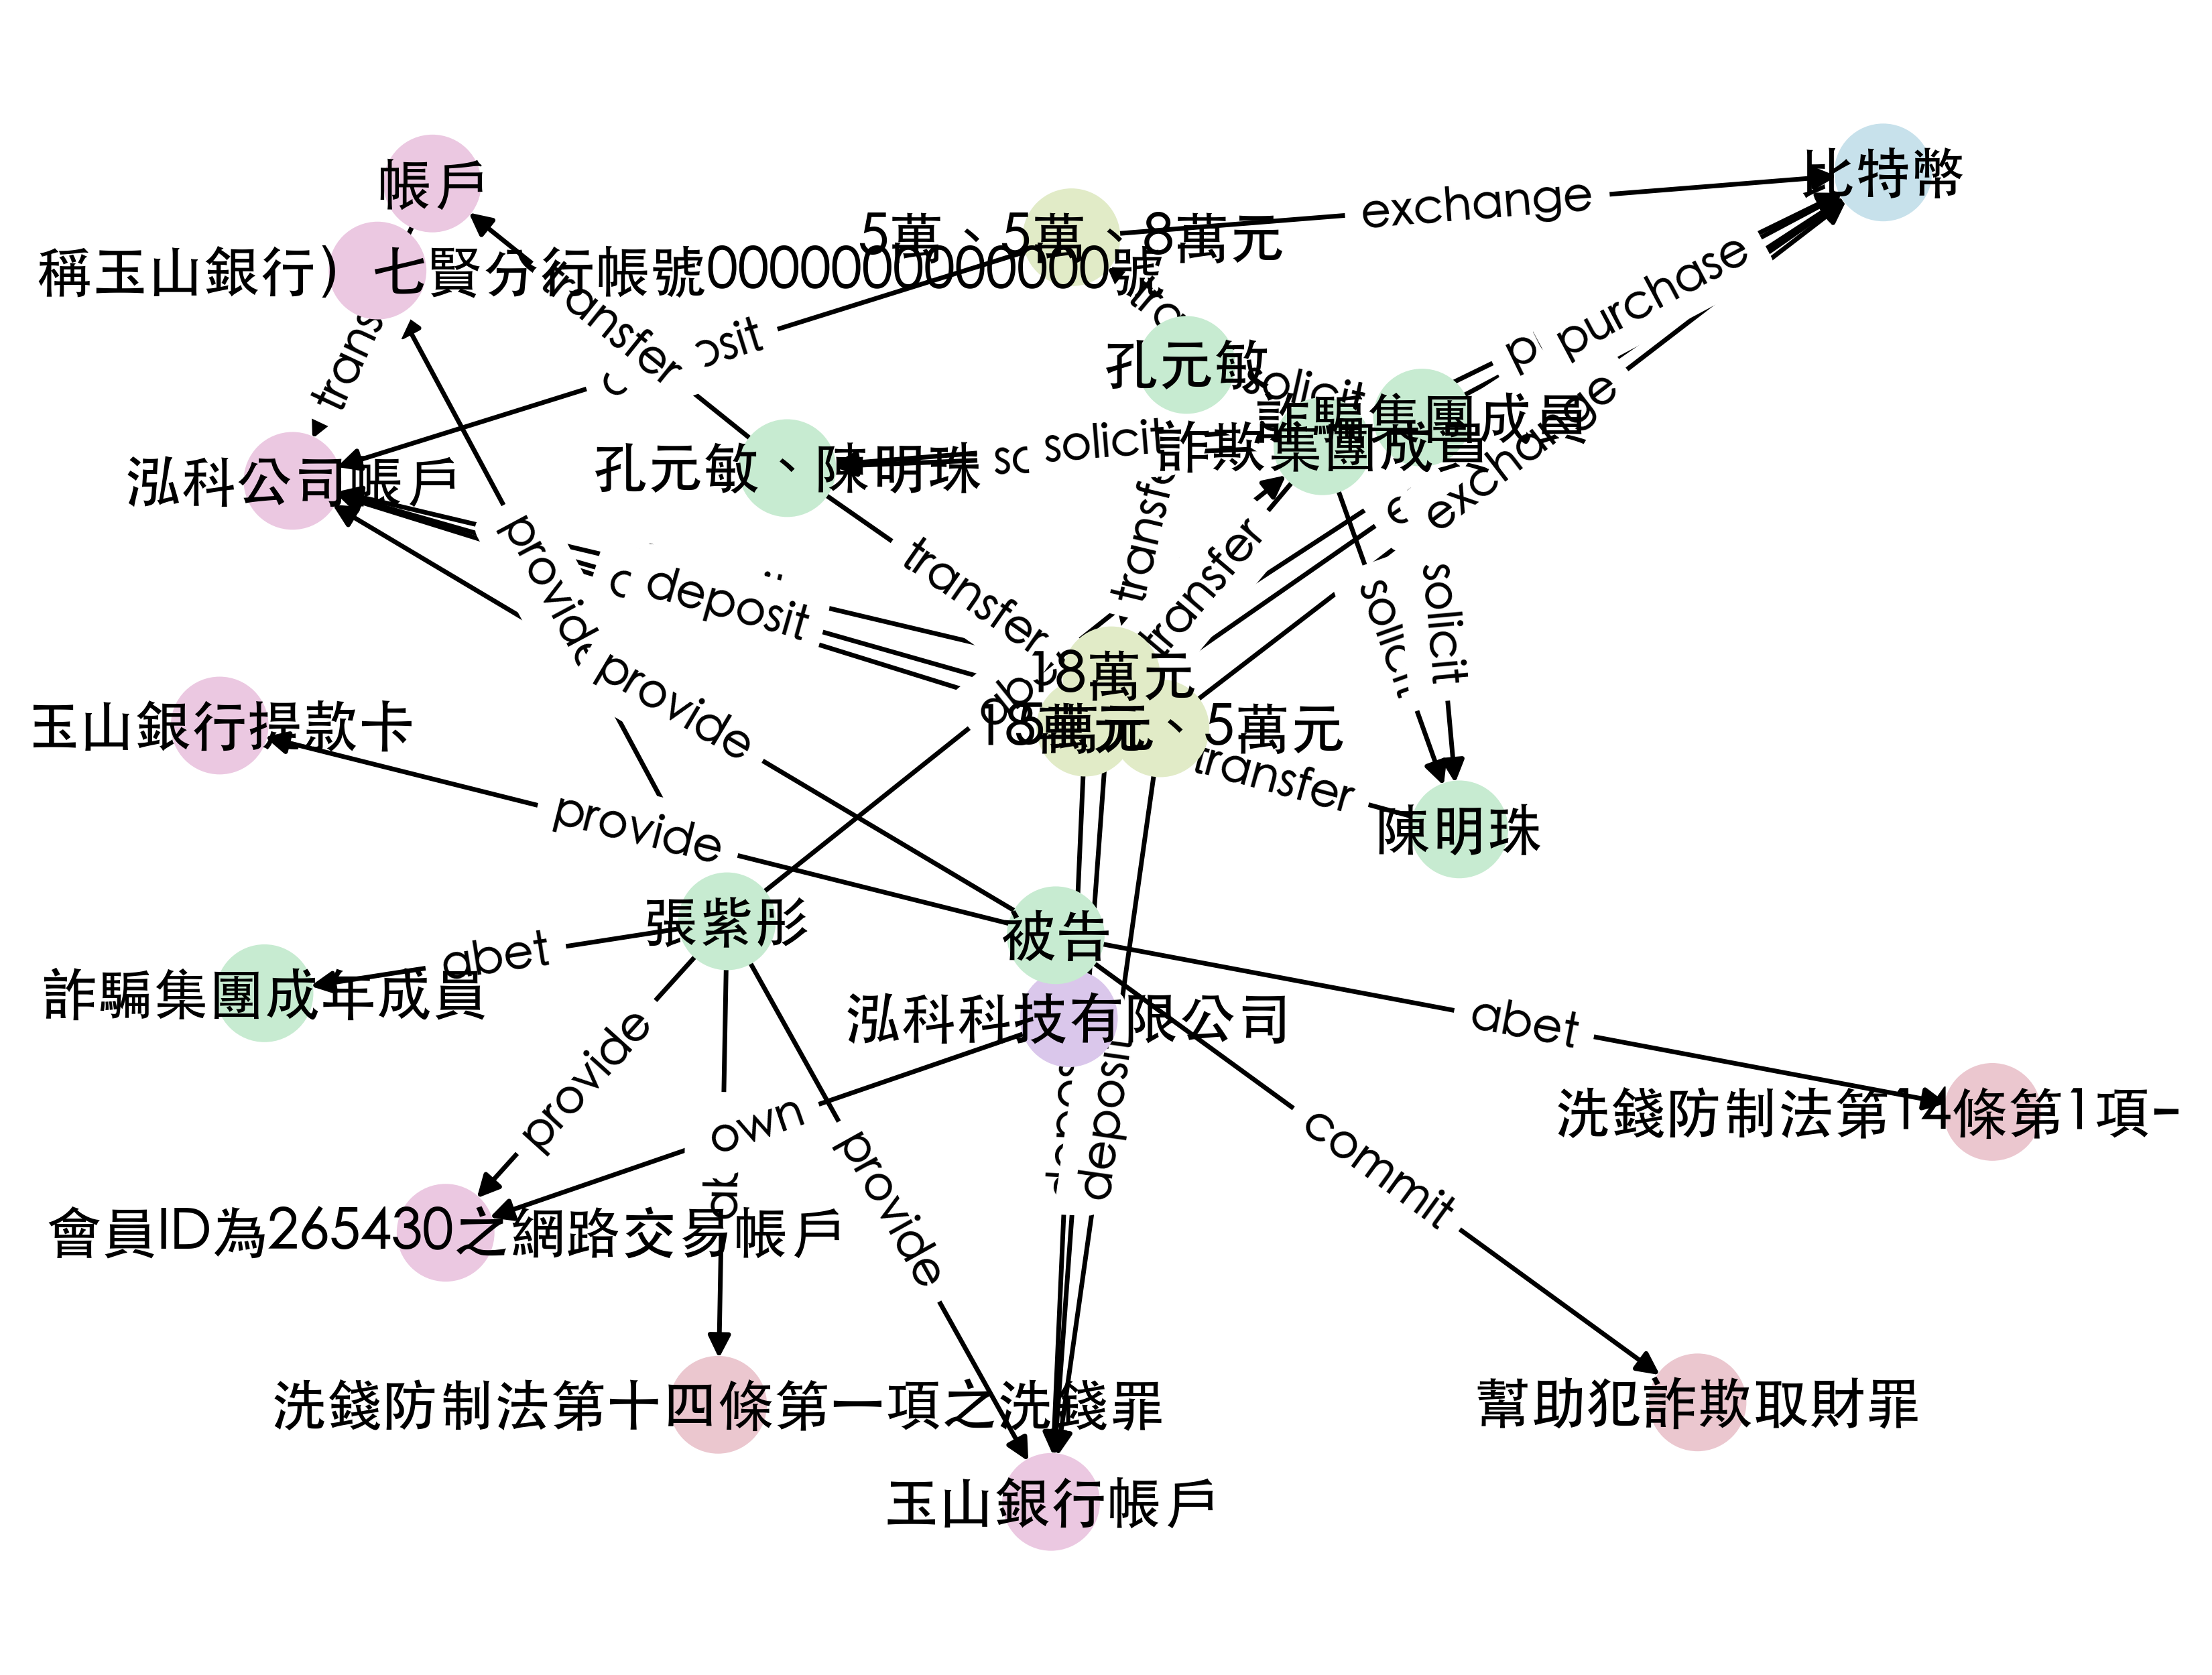 比特幣
帳戶
exchange
5萬、5萬、8萬元
稱玉山銀行）七賢分行帳號0000000000000號
purchase
transfer
孔元敏
solicit
詐騙集團成員
solicit
詐欺集團成員
孔元敏、陳明珠
泓科公司帳戶
exchange
transfer
provide
deposit
transfer
transfer
solicit
18萬元
provide
玉山銀行提款卡
5萬元、5萬元
transfer
provide
陳明珠
張紫彤
被告
abet
詐騙集團成年成員
泓科科技有限公司
abet
provide
own
deposit
洗錢防制法第14條第1項-
commit
provide
會員ID為265430之網路交易帳戶
洗錢防制法第十四條第一項之洗錢罪
幫助犯詐欺取財罪
玉山銀行帳戶